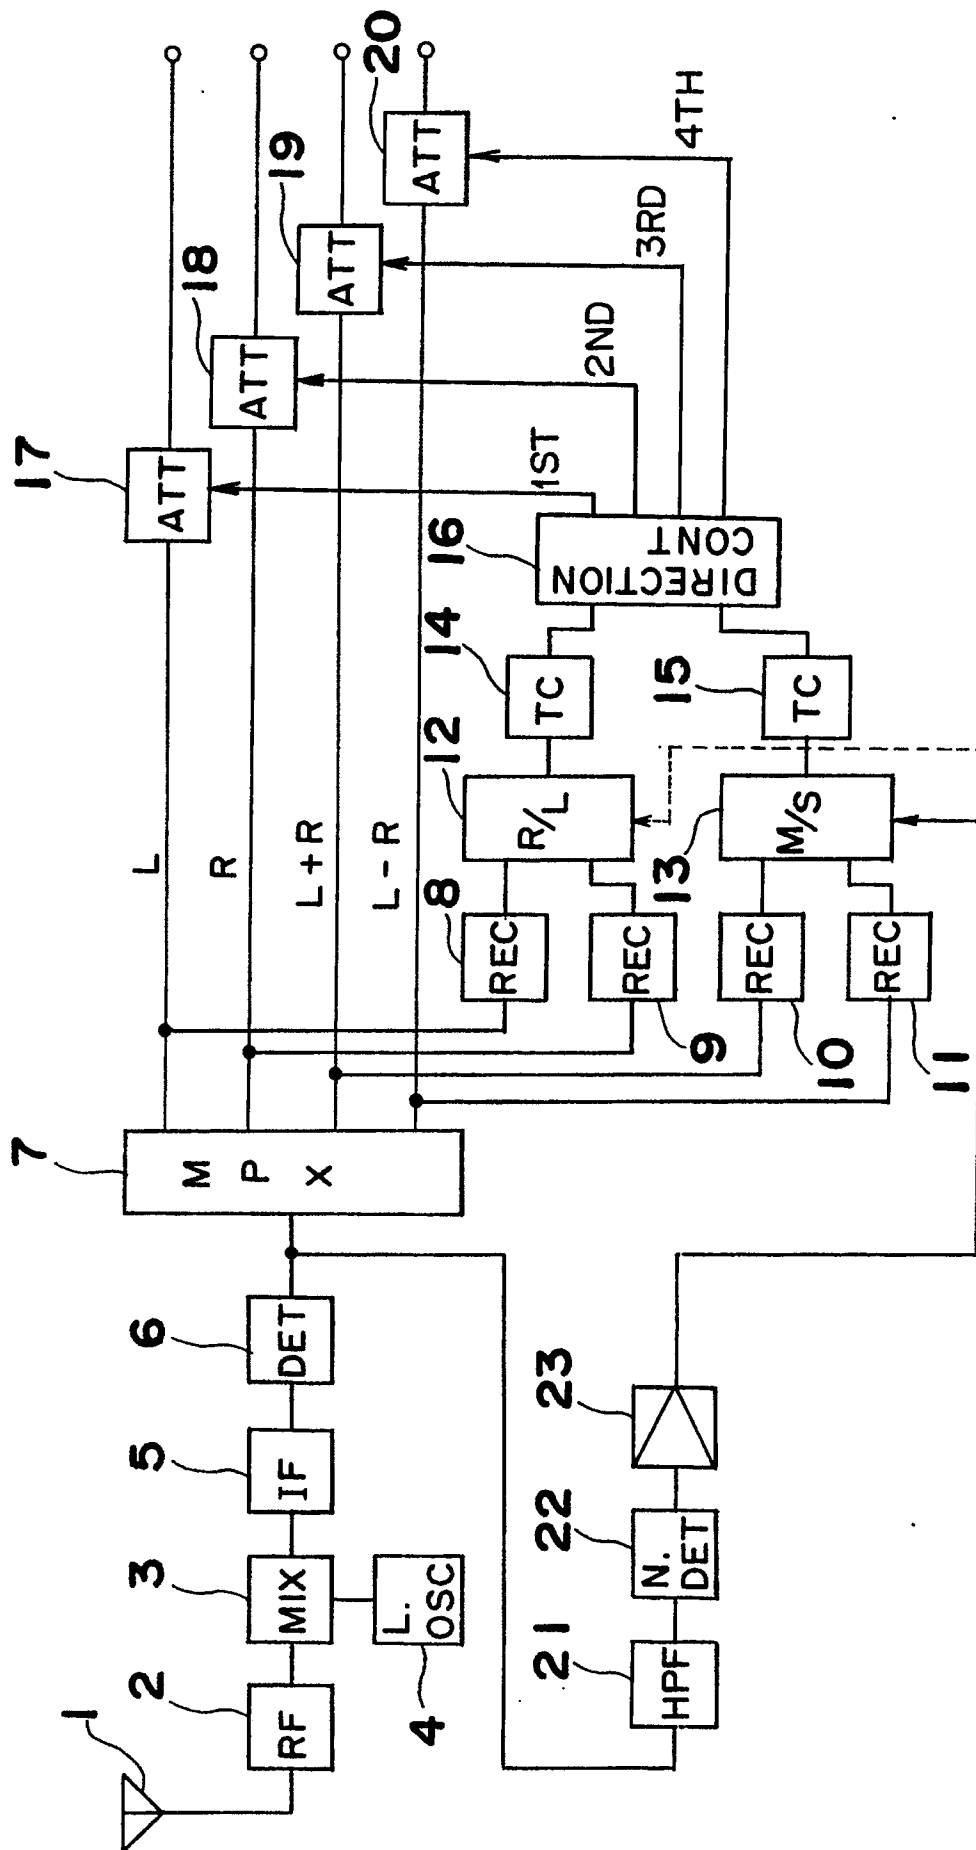 1
2
RF
3
MIX
4
L.
OSC
5
IF
6
DET
7
M P X
L
R
L+R
L-R
8
REC
9
REC
10
REC
11
REC
12
R/L
13
M/S
14
TC
15
TC
16
DIRECTION
CONT
1ST
2ND
3RD
4TH
17
ATT
18
ATT
19
ATT
20
ATT
21
HPF
22
N.
DET
23